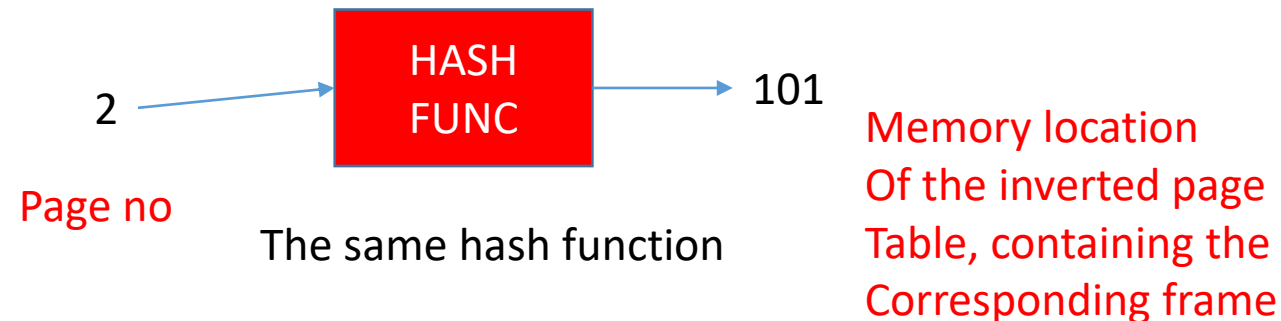 HASH
FUNC
2
101
Memory location
Of the inverted page
Table, containing the
Corresponding frame
Page no
The same hash function